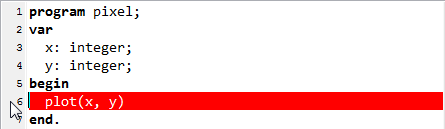 1 program pixel;
2 var
3   x: integer;
4   y: integer;
5 begin
6   plot(x, y)
7 end.